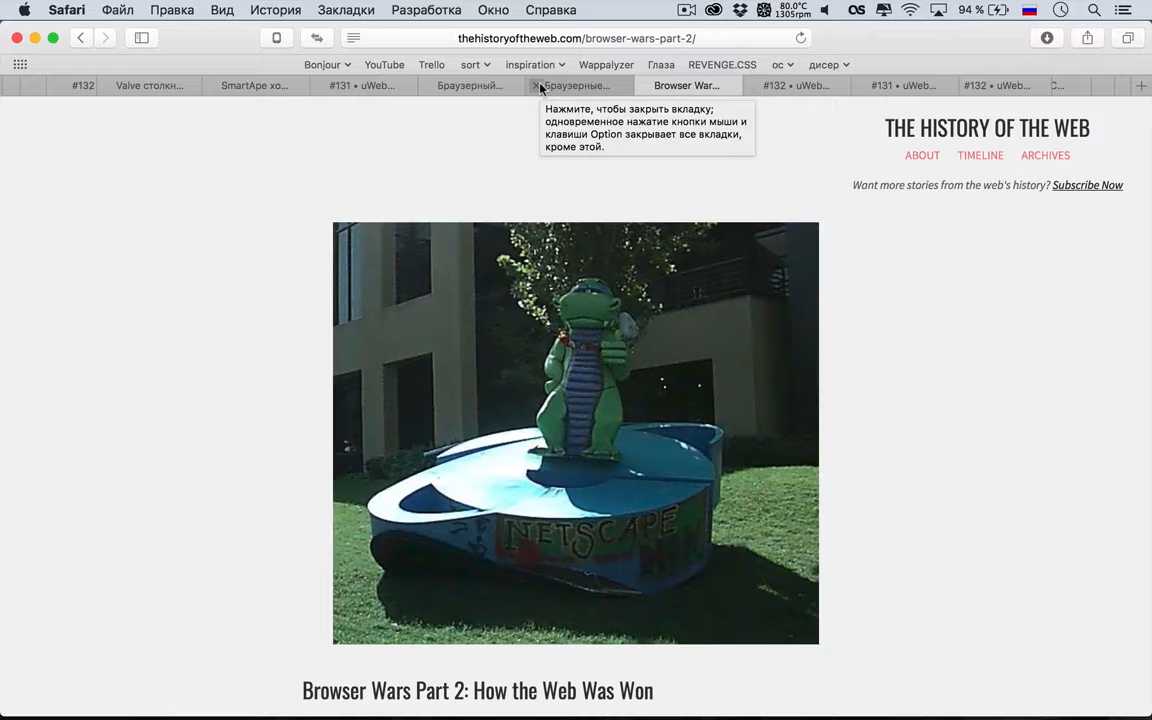 Safari Файл Правка Вид История Закладки Разработка Окно Справка 80.0°C 1305rpm 94 %
thehistoryoftheweb.com/browser-wars-part-2/
Bonjour YouTube Trello sort inspiration Wappalyzer Глаза REVENGE.CSS ос дисер
#132 Valve столкн... SmartApe хо... #131 • uWeb... Браузерный... Браузерные... Browser War... #132 • uWeb... #131 • uWeb... #132 • uWeb...
Нажмите, чтобы закрыть вкладку;
одновременное нажатие кнопки мыши и
клавиши Option закрывает все вкладки,
кроме этой.
THE HISTORY OF THE WEB
ABOUT TIMELINE ARCHIVES
Want more stories from the web's history? Subscribe Now
NETSCAPE
Browser Wars Part 2: How the Web Was Won